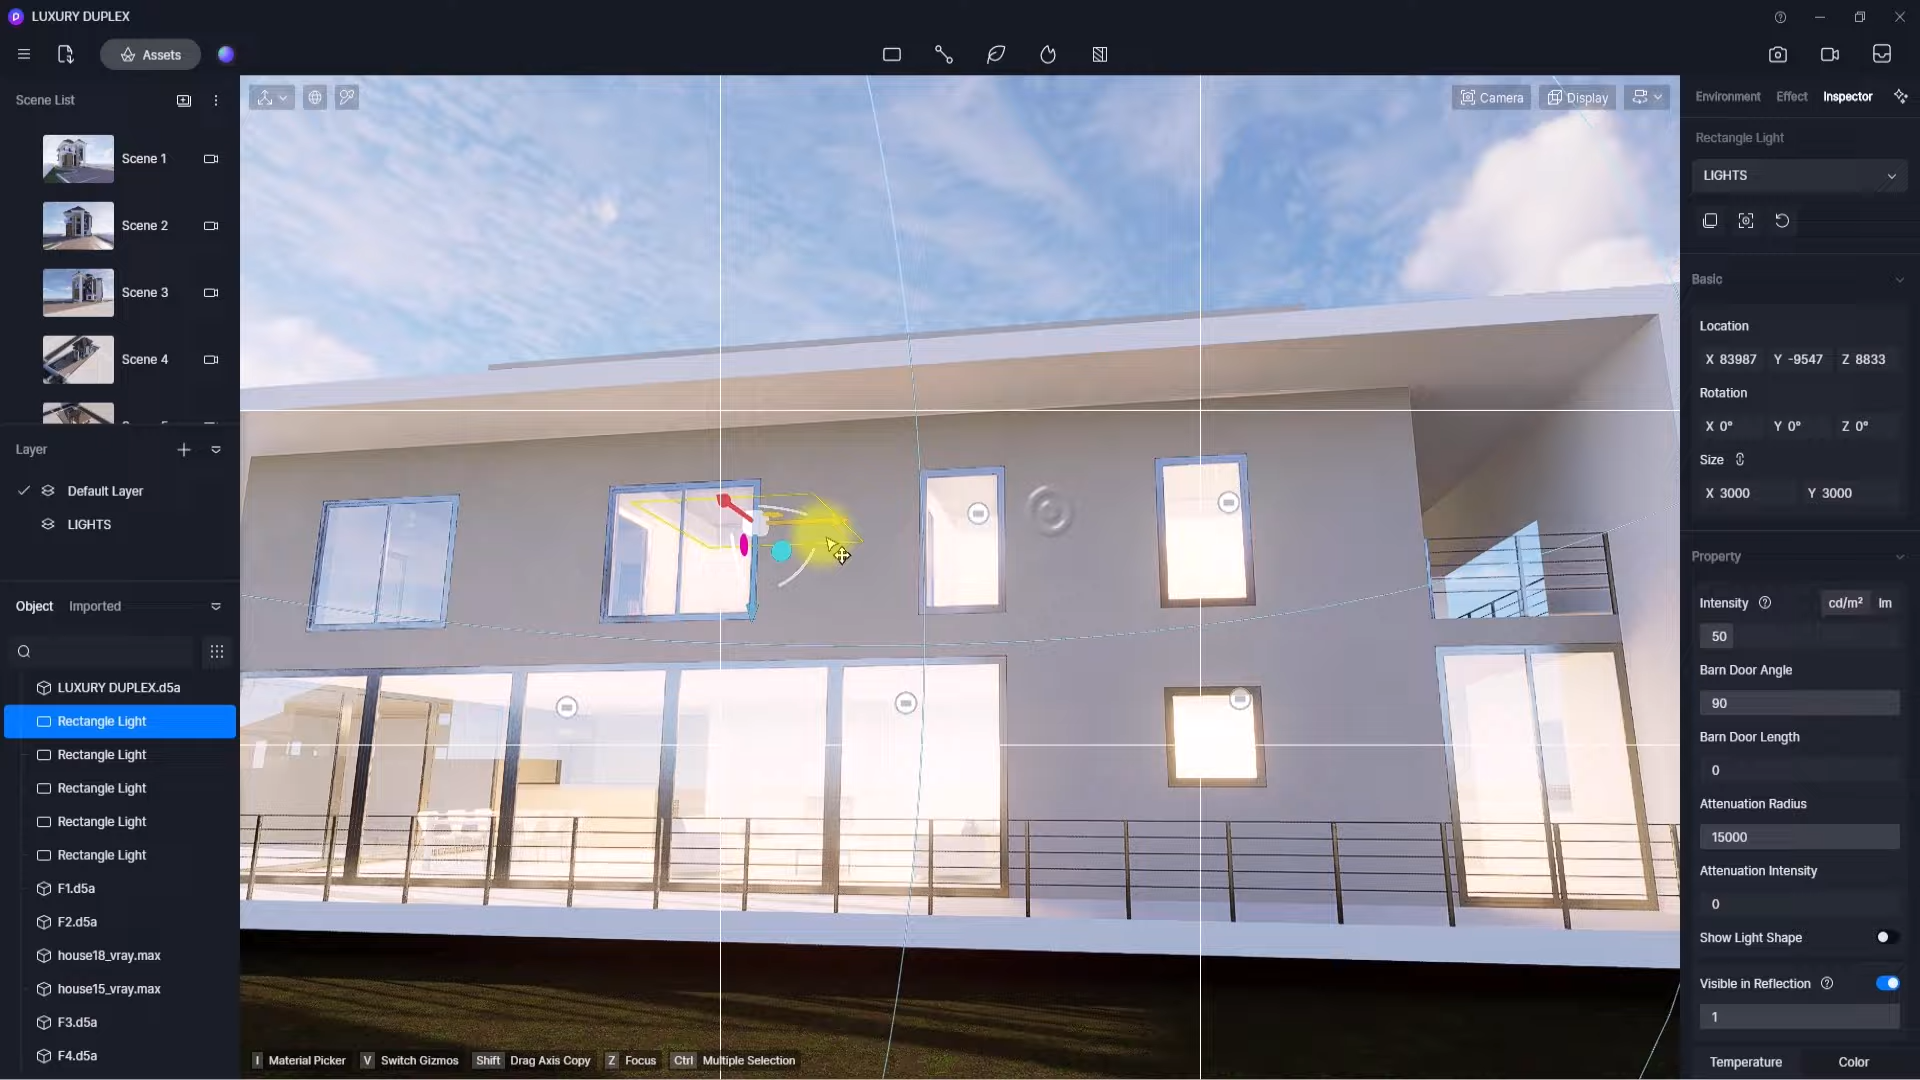 LUXURY DUPLEX
Assets
Scene List
Scene 1
Scene 2
Scene 3
Scene 4
Layer
Default Layer
LIGHTS
Object Imported
LUXURY DUPLEX.d5a
Rectangle Light
Rectangle Light
Rectangle Light
Rectangle Light
Rectangle Light
F1.d5a
F2.d5a
house18_vray.max
house15_vray.max
F3.d5a
F4.d5a
Camera Display
I Material Picker V Switch Gizmos Shift Drag Axis Copy Z Focus Ctrl Multiple Selection
Environment Effect Inspector
Rectangle Light
LIGHTS
Basic
Location
X 83987 Y -9547 Z 8833
Rotation
X 0° Y 0° Z 0°
Size
X 3000 Y 3000
Property
Intensity cd/m² lm
50
Barn Door Angle
90
Barn Door Length
0
Attenuation Radius
15000
Attenuation Intensity
0
Show Light Shape
Visible in Reflection
1
Temperature Color